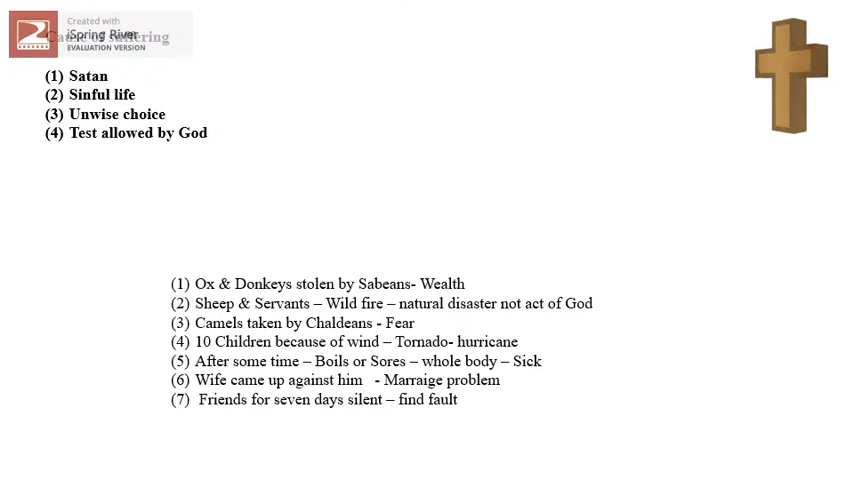 Created with
iSpring River
EVALUATION VERSION
Cause of suffering
(1) Satan
(2) Sinful life
(3) Unwise choice
(4) Test allowed by God
(1) Ox & Donkeys stolen by Sabeans- Wealth
(2) Sheep & Servants – Wild fire – natural disaster not act of God
(3) Camels taken by Chaldeans - Fear
(4) 10 Children because of wind – Tornado- hurricane
(5) After some time – Boils or Sores – whole body – Sick
(6) Wife came up against him - Marraige problem
(7) Friends for seven days silent – find fault